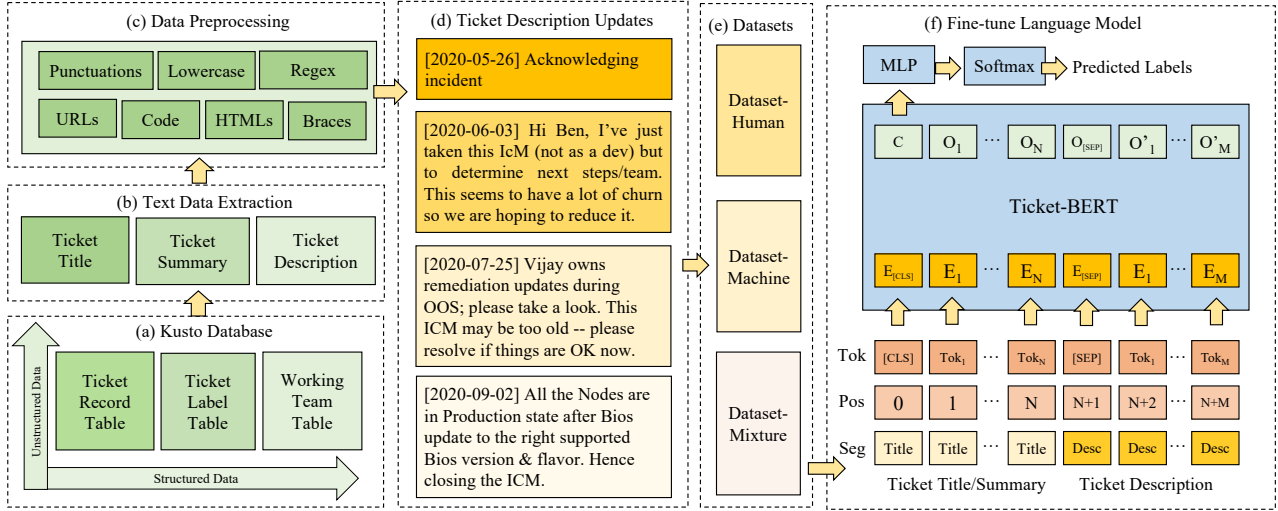 (c) Data Preprocessing
Punctuations Lowercase Regex
URLs Code HTMLs Braces
(b) Text Data Extraction
Ticket Title
Ticket Summary
Ticket Description
(a) Kusto Database
Unstructured Data
Ticket Record Table
Ticket Label Table
Working Team Table
Structured Data
(d) Ticket Description Updates
[2020-05-26] Acknowledging
incident
[2020-06-03] Hi Ben, I've just
taken this IcM (not as a dev) but
to determine next steps/team.
This seems to have a lot of churn
so we are hoping to reduce it.
[2020-07-25] Vijay owns
remediation updates during
OOS; please take a look. This
ICM may be too old -- please
resolve if things are OK now.
[2020-09-02] All the Nodes are
in Production state after Bios
update to the right supported
Bios version & flavor. Hence
closing the ICM.
(e) Datasets
Dataset-
Human
Dataset-
Machine
Dataset-
Mixture
(f) Fine-tune Language Model
MLP Softmax Predicted Labels
C O1 ... ON O[SEP] O'1 ... O'M
Ticket-BERT
E[CLS] E1 ... EN E[SEP] E1 ... EM
Tok [CLS] Tok1 ... TokN [SEP] Tok1 ... TokM
Pos 0 1 ... N N+1 N+2 ... N+M
Seg Title Title ... Title Desc Desc ... Desc
Ticket Title/Summary Ticket Description